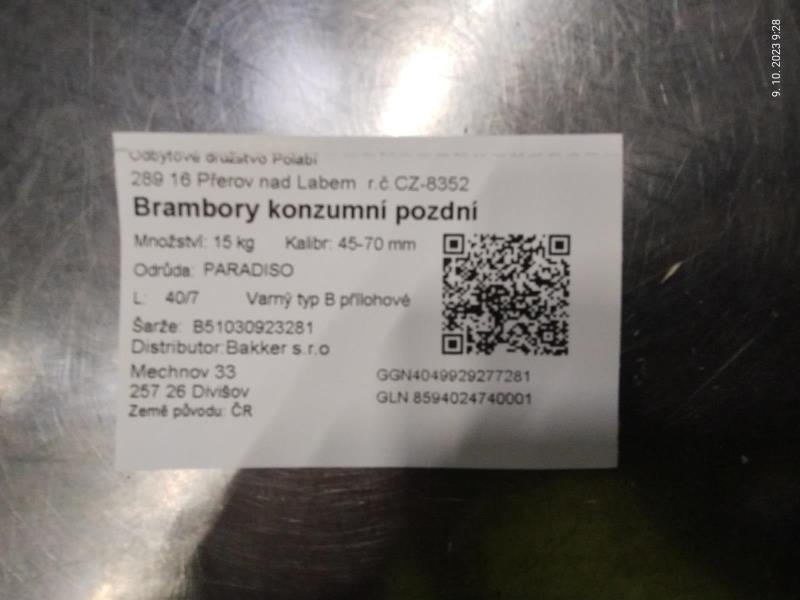 Odbytové družstvo Polabí
289 16 Přerov nad Labem r.č.CZ-8352
Brambory konzumní pozdní
Množství: 15 kg Kalibr: 45-70 mm
Odrůda: PARADISO
L: 40/7 Varný typ B přílohové
Šarže: B51030923281
Distributor:Bakker s.r.o
Mechnov 33
257 26 Divišov
Země původu: ČR
GGN4049929277281
GLN 8594024740001
9. 10. 2023 9:28